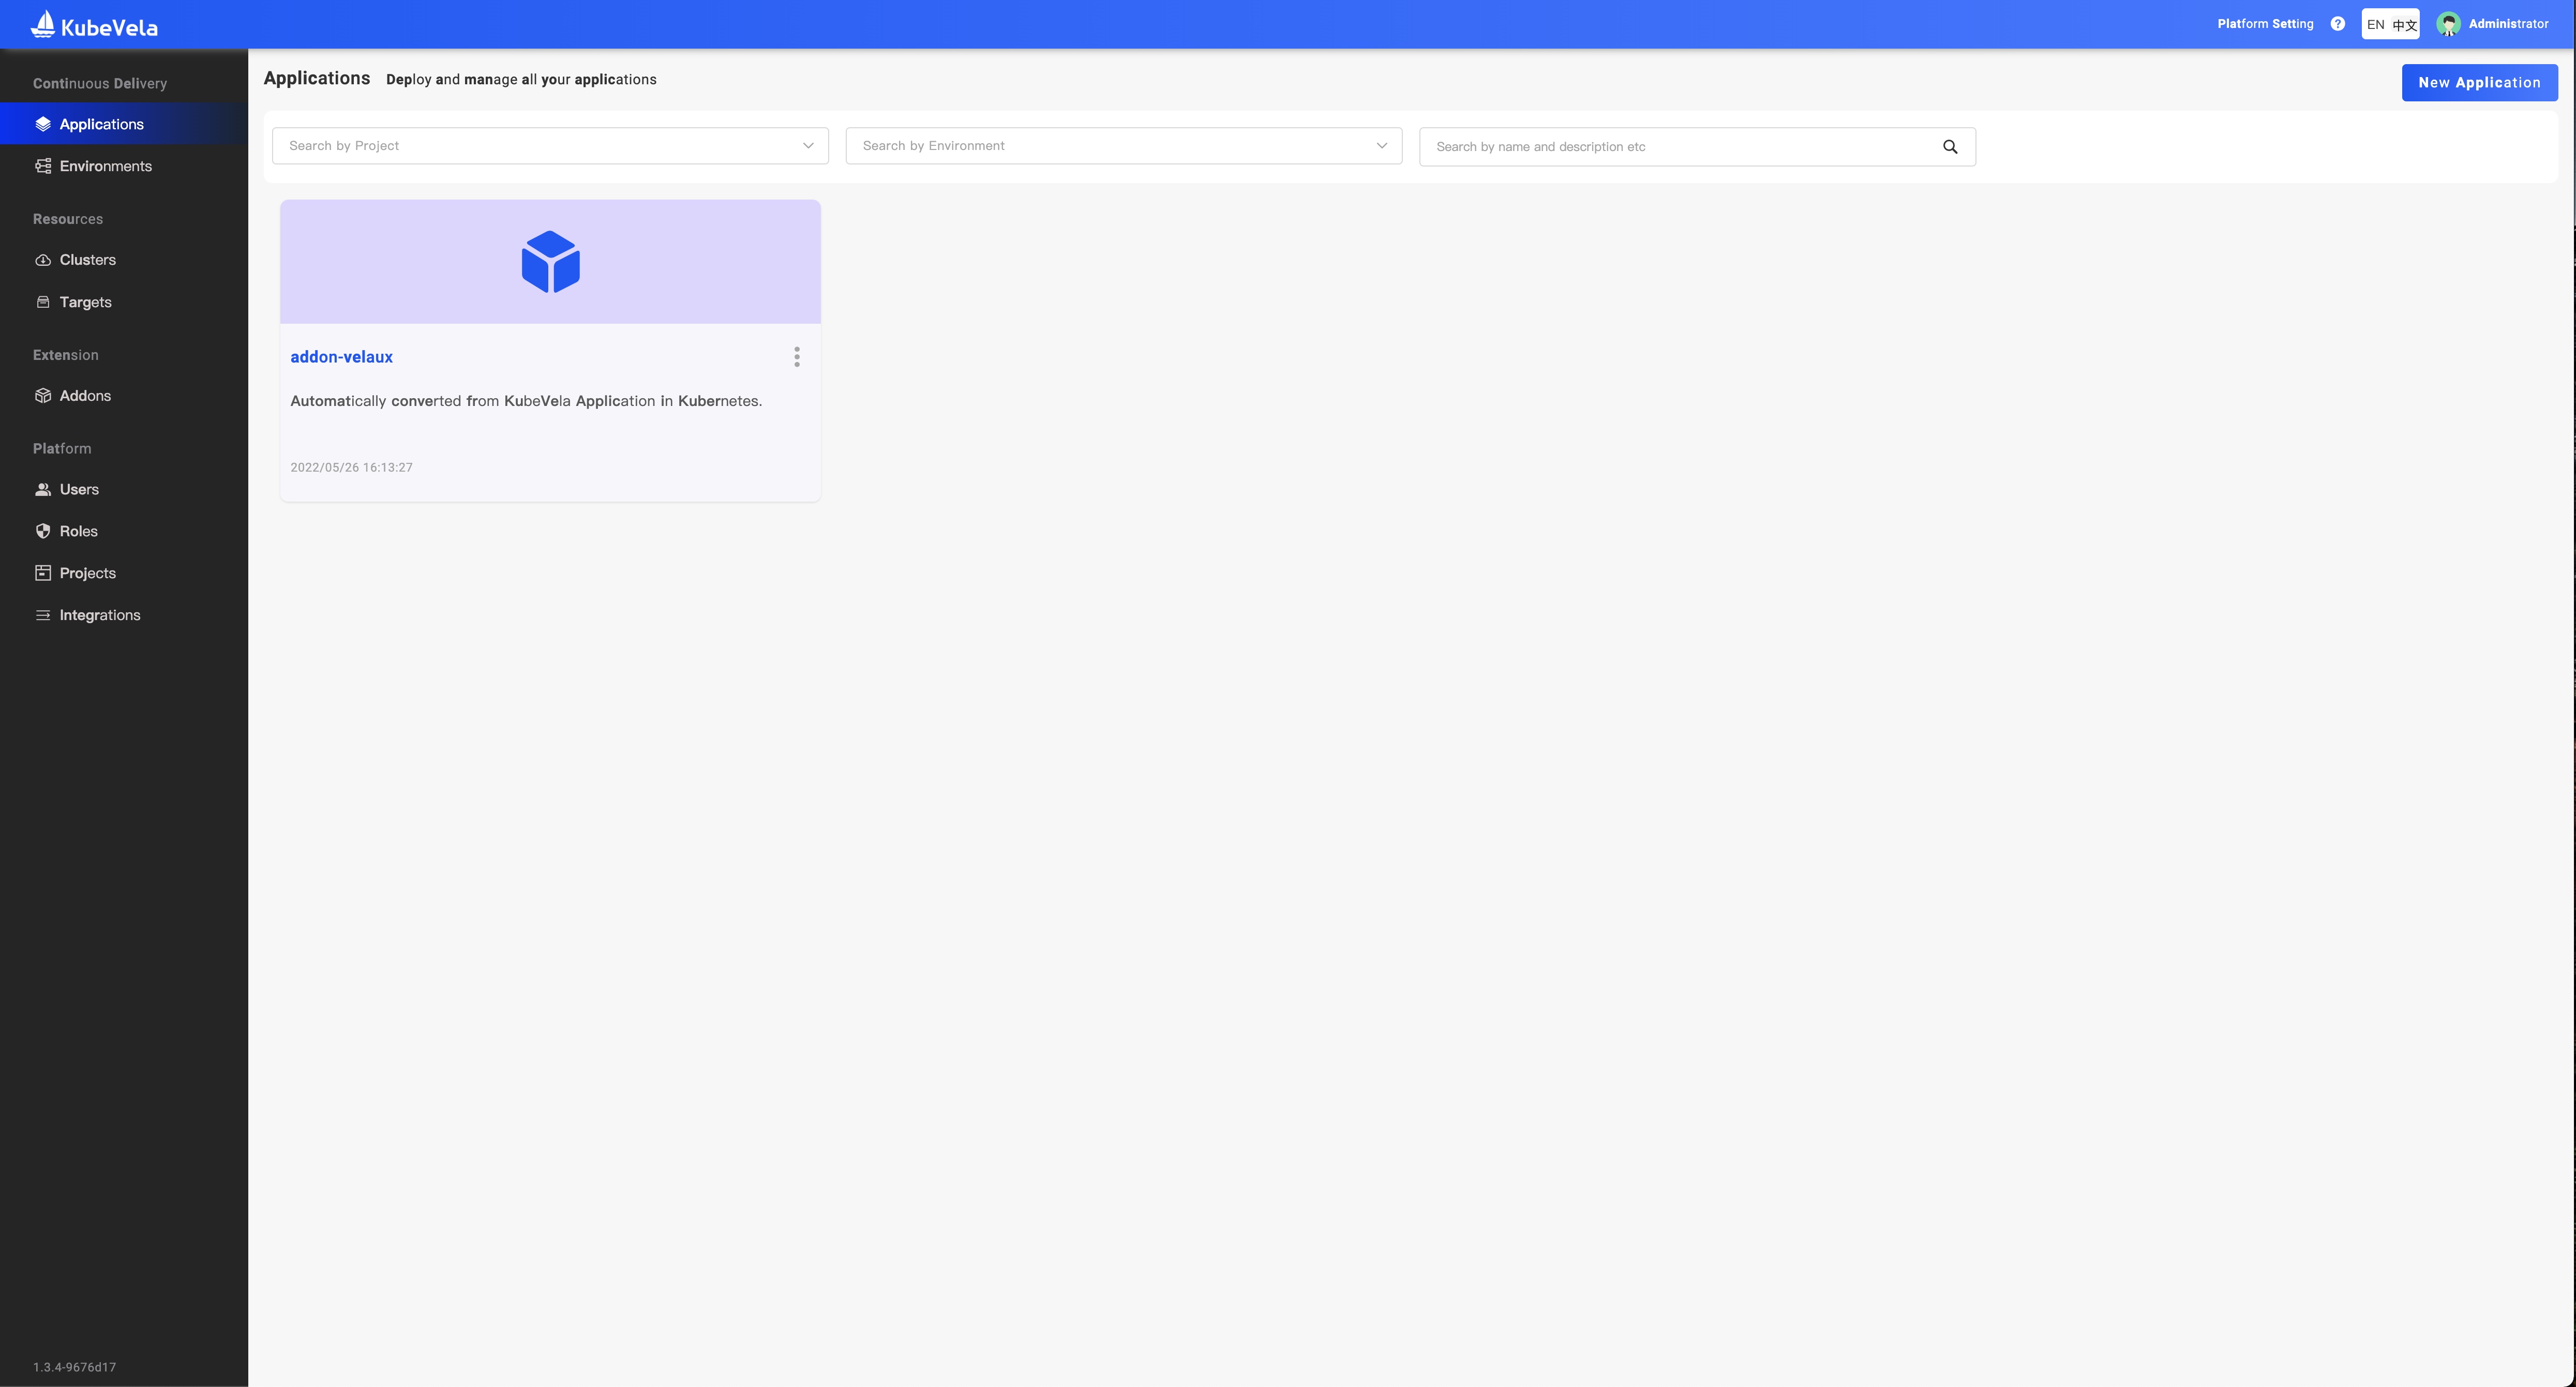 KubeVela
Platform Setting
EN 中文
Administrator
Continuous Delivery
Applications
Environments
Resources
Clusters
Targets
Extension
Addons
Platform
Users
Roles
Projects
Integrations
1.3.4-9676d17
Applications Deploy and manage all your applications
New Application
Search by Project
Search by Environment
Search by name and description etc
addon-velaux
Automatically converted from KubeVela Application in Kubernetes.
2022/05/26 16:13:27